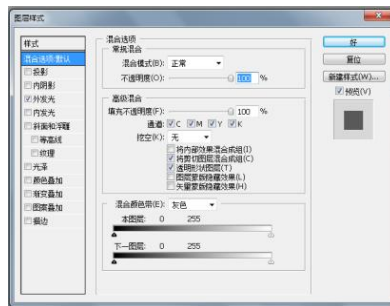 图层样式
样式
混合选项:默认
投影
内阴影
外发光
内发光
斜面和浮雕
等高线
纹理
光泽
颜色叠加
渐变叠加
图案叠加
描边
混合选项
常规混合
混合模式(B): 正常
不透明度(O): 100 %
高级混合
填充不透明度(F): 100 %
通道: C M Y K
挖空(K): 无
将内部效果混合成组(I)
将剪切图层混合成组(C)
透明形状图层(T)
图层蒙版隐藏效果(L)
矢量蒙版隐藏效果(H)
混合颜色带(E): 灰色
本图层: 0 255
下一图层: 0 255
好
复位
新建样式(W)...
预览(V)